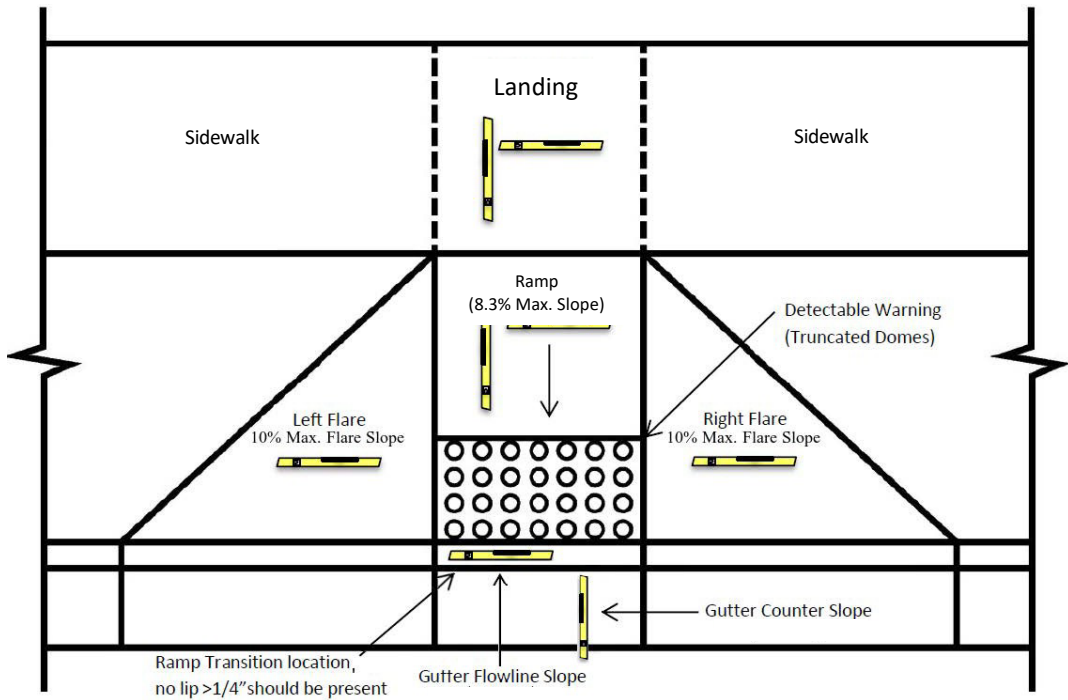 Landing
Sidewalk
Sidewalk
Ramp
(8.3% Max. Slope)
Detectable Warning
(Truncated Domes)
Left Flare
10% Max. Flare Slope
Right Flare
10% Max. Flare Slope
Gutter Counter Slope
Ramp Transition location,
no lip >1/4” should be present
Gutter Flowline Slope